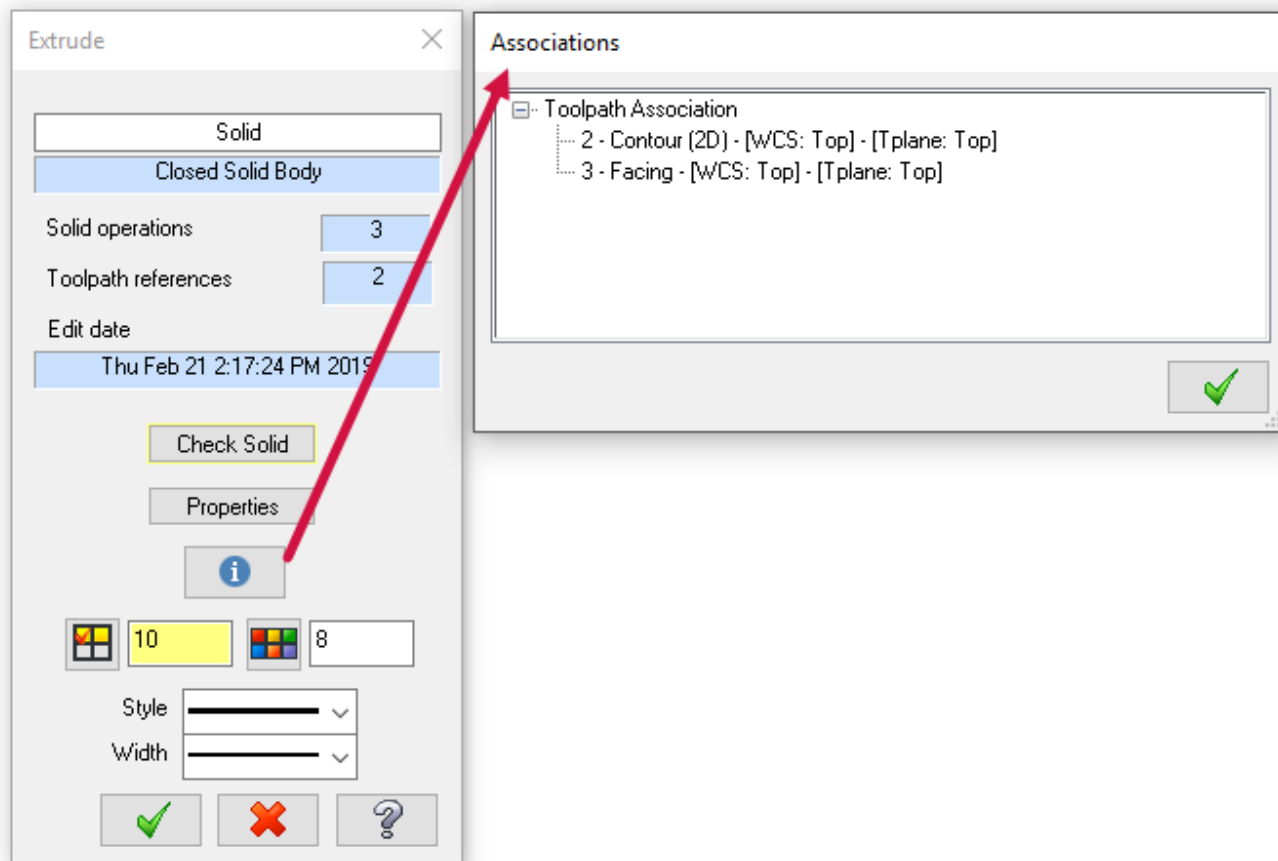 Extrude
Solid
Closed Solid Body
Solid operations 3
Toolpath references 2
Edit date
Thu Feb 21 2:17:24 PM 2019
Check Solid
Properties
10 8
Style
Width
Associations
Toolpath Association
2 - Contour (2D) - [WCS: Top] - [Tplane: Top]
3 - Facing - [WCS: Top] - [Tplane: Top]